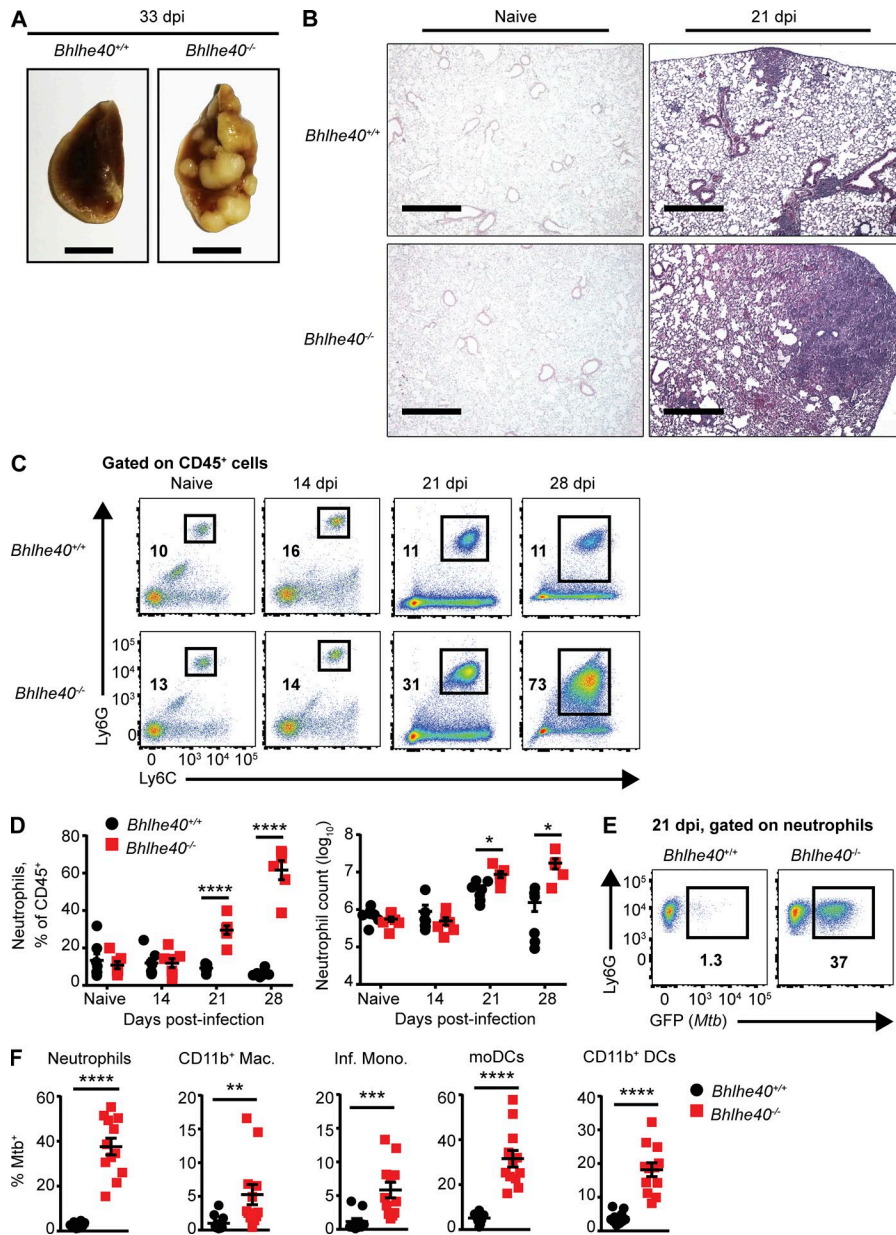 A
33 dpi
Bhlhe40+/+
Bhlhe40-/-
B
Naive
21 dpi
Bhlhe40+/+
Bhlhe40-/-
C
Gated on CD45+ cells
Naive
14 dpi
21 dpi
28 dpi
Bhlhe40+/+
10
16
11
11
Bhlhe40-/-
13
14
31
73
10⁵
10⁴
10³
0
0
10³ 10⁴ 10⁵
Ly6G
Ly6C
D
Bhlhe40+/+
Bhlhe40-/-
Neutrophils,
% of CD45+
80
60
40
20
0
****
****
Naive 14 21 28
Days post-infection
Neutrophil count (log10)
8
7
6
5
4
*
*
Naive 14 21 28
Days post-infection
E
21 dpi, gated on neutrophils
Bhlhe40+/+
Bhlhe40-/-
10⁵
10⁴
10³
0
Ly6G
1.3
37
0 10³ 10⁴ 10⁵
GFP (Mtb)
F
Neutrophils
CD11b+ Mac.
Inf. Mono.
moDCs
CD11b+ DCs
% Mtb+
****
**
***
****
****
80
60
40
20
0
20
15
10
5
0
20
15
10
5
0
60
40
20
0
40
30
20
10
0
Bhlhe40+/+
Bhlhe40-/-